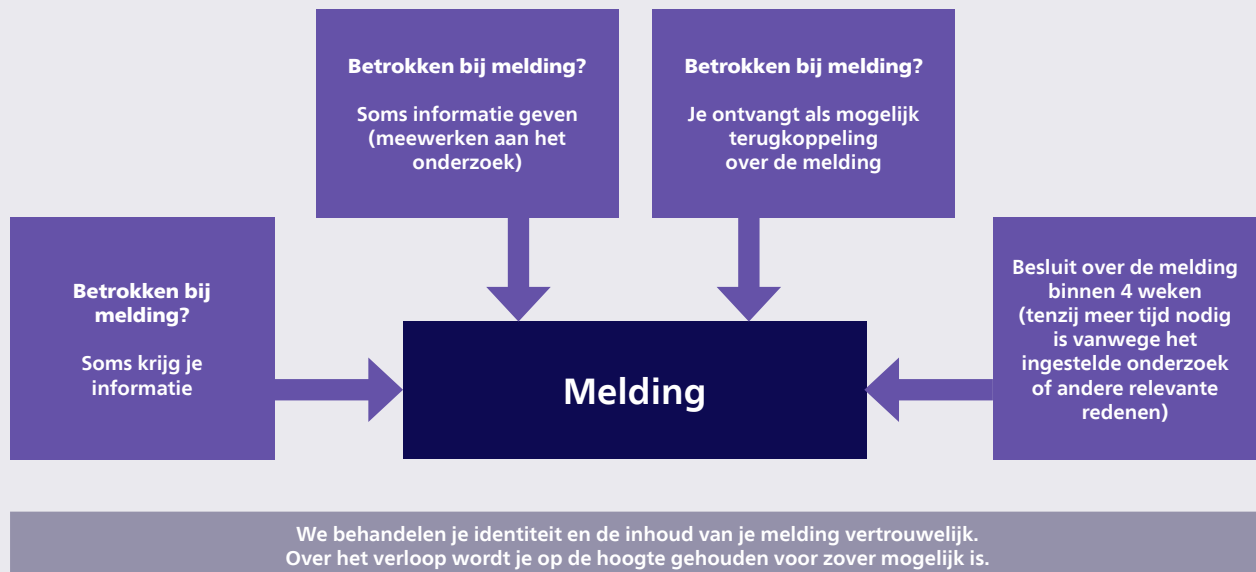 Betrokken bij melding?
Soms informatie geven
(meewerken aan het
onderzoek)
Betrokken bij melding?
Je ontvangt als mogelijk
terugkoppeling
over de melding
Betrokken bij
melding?
Soms krijg je
informatie
Melding
Besluit over de melding
binnen 4 weken
(tenzij meer tijd nodig
is vanwege het
ingestelde onderzoek
of andere relevante
redenen)
We behandelen je identiteit en de inhoud van je melding vertrouwelijk.
Over het verloop wordt je op de hoogte gehouden voor zover mogelijk is.